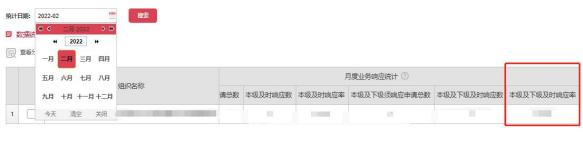 统计日期: 2022-02 搜索
二月 2022
2022
查看
一月 二月 三月 四月
五月 六月 七月 八月
九月 十月 十一月 十二月
今天 清空 关闭
组织名称
月度业务响应统计 ?
请总数 本级及时响应数 本级及时响应率 本级及下级须响应申请总数 本级及下级及时响应数 本级及下级及时响应率
1